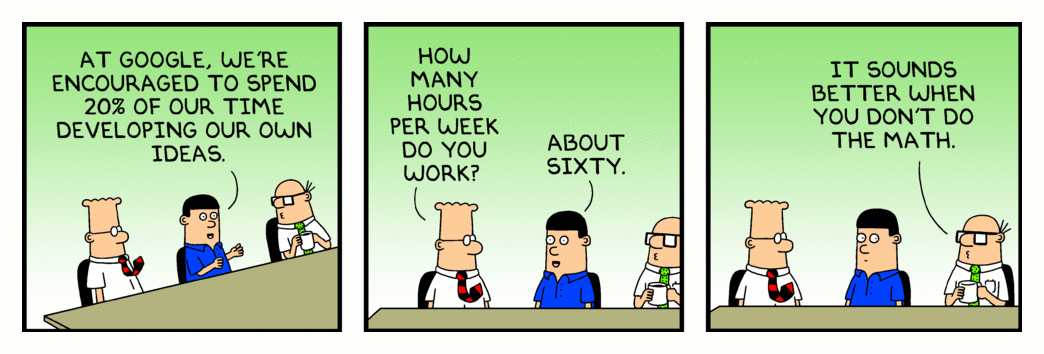 AT GOOGLE, WE'RE
ENCOURAGED TO SPEND
20% OF OUR TIME
DEVELOPING OUR OWN
IDEAS.
HOW
MANY
HOURS
PER WEEK
DO YOU
WORK?
ABOUT
SIXTY.
IT SOUNDS
BETTER WHEN
YOU DON'T DO
THE MATH.